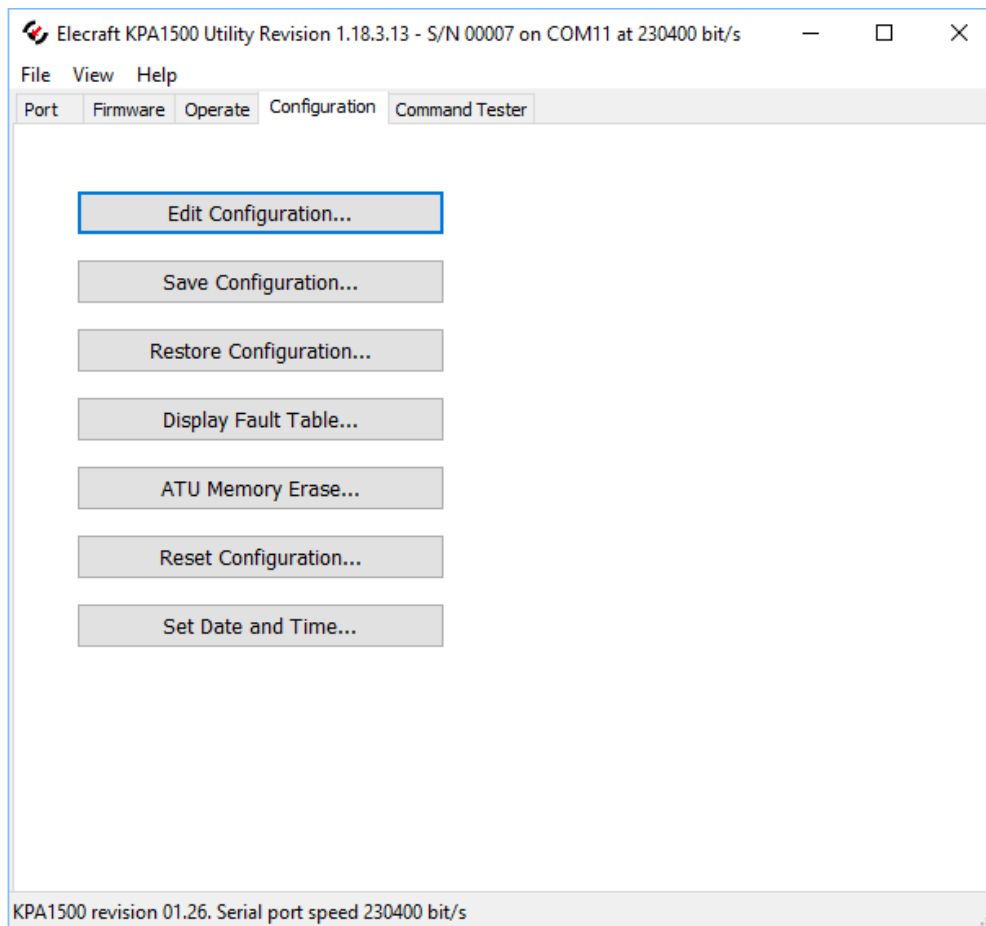 Elecraft KPA1500 Utility Revision 1.18.3.13 - S/N 00007 on COM11 at 230400 bit/s
File View Help
Port Firmware Operate Configuration Command Tester
Edit Configuration...
Save Configuration...
Restore Configuration...
Display Fault Table...
ATU Memory Erase...
Reset Configuration...
Set Date and Time...
KPA1500 revision 01.26. Serial port speed 230400 bit/s